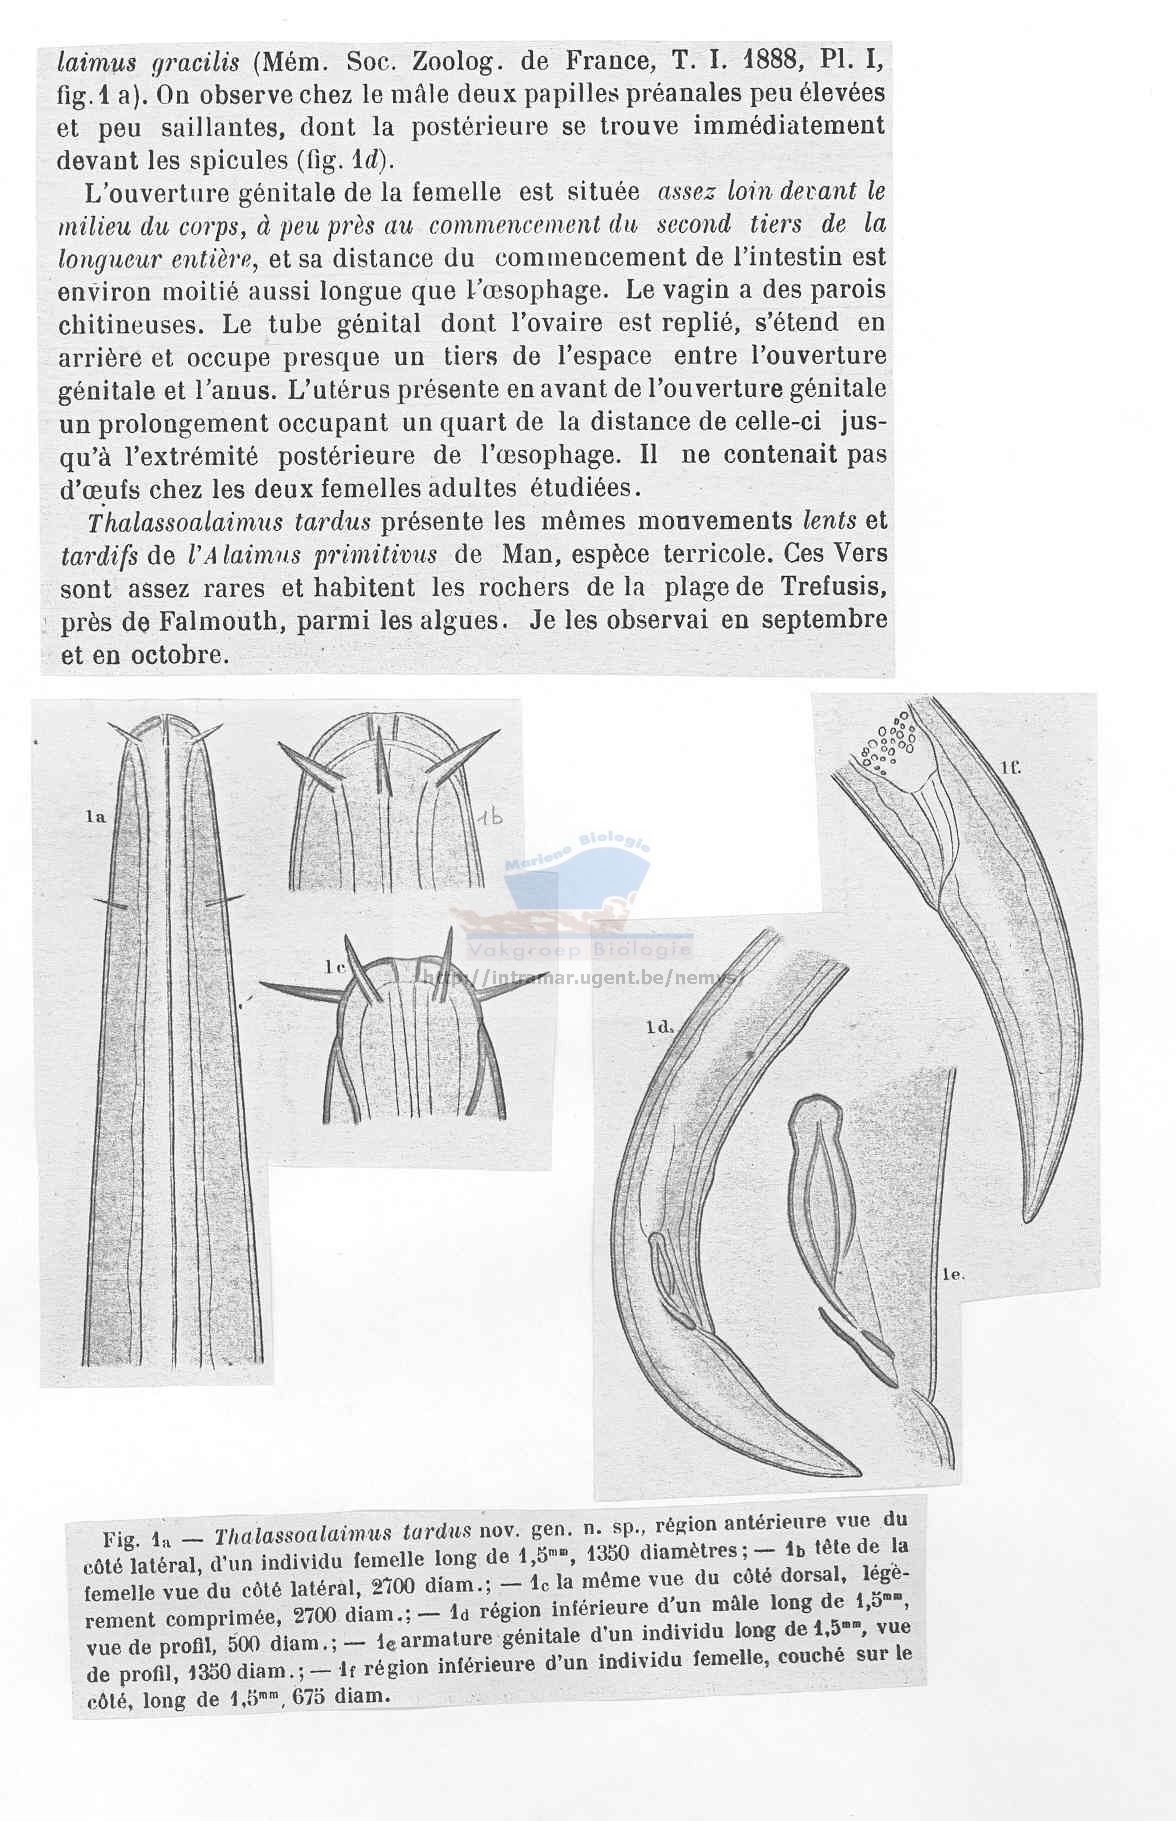 laimus gracilis (Mém. Soc. Zoolog. de France, T. I. 1888, Pl. I,
fig. 1 a). On observe chez le mâle deux papilles préanales peu élevées
et peu saillantes, dont la postérieure se trouve immédiatement
devant les spicules (fig. 1d).
L'ouverture génitale de la femelle est située assez loin devant le
milieu du corps, à peu près au commencement du second tiers de la
longueur entière, et sa distance du commencement de l'intestin est
environ moitié aussi longue que l'œsophage. Le vagin a des parois
chitineuses. Le tube génital dont l'ovaire est replié, s'étend en
arrière et occupe presque un tiers de l'espace entre l'ouverture
génitale et l'anus. L'utérus présente en avant de l'ouverture génitale
un prolongement occupant un quart de la distance de celle-ci jus-
qu'à l'extrémité postérieure de l'œsophage. Il ne contenait pas
d'œufs chez les deux femelles adultes étudiées.
Thalassoalaimus tardus présente les mêmes mouvements lents et
tardifs de l'Alaimus primitivus de Man, espèce terricole. Ces Vers
sont assez rares et habitent les rochers de la plage de Trefusis,
près de Falmouth, parmi les algues. Je les observai en septembre
et en octobre.
1a
1b
1f.
Mariene Biologie
Vakgroep Biologie
http://intramar.ugent.be/nemys/
1c
1d.
1e.
Fig. 1a — Thalassoalaimus tardus nov. gen. n. sp., région antérieure vue du
côté latéral, d'un individu femelle long de 1,5mm, 1350 diamètres; — 1b tête de la
femelle vue du côté latéral, 2700 diam.; — 1c la même vue du côté dorsal, légè-
rement comprimée, 2700 diam.; — 1d région inférieure d'un mâle long de 1,5mm,
vue de profil, 500 diam.; — 1e armature génitale d'un individu long de 1,5mm, vue
de profil, 1350 diam.; — 1f région inférieure d'un individu femelle, couché sur le
côté, long de 1,5mm, 675 diam.